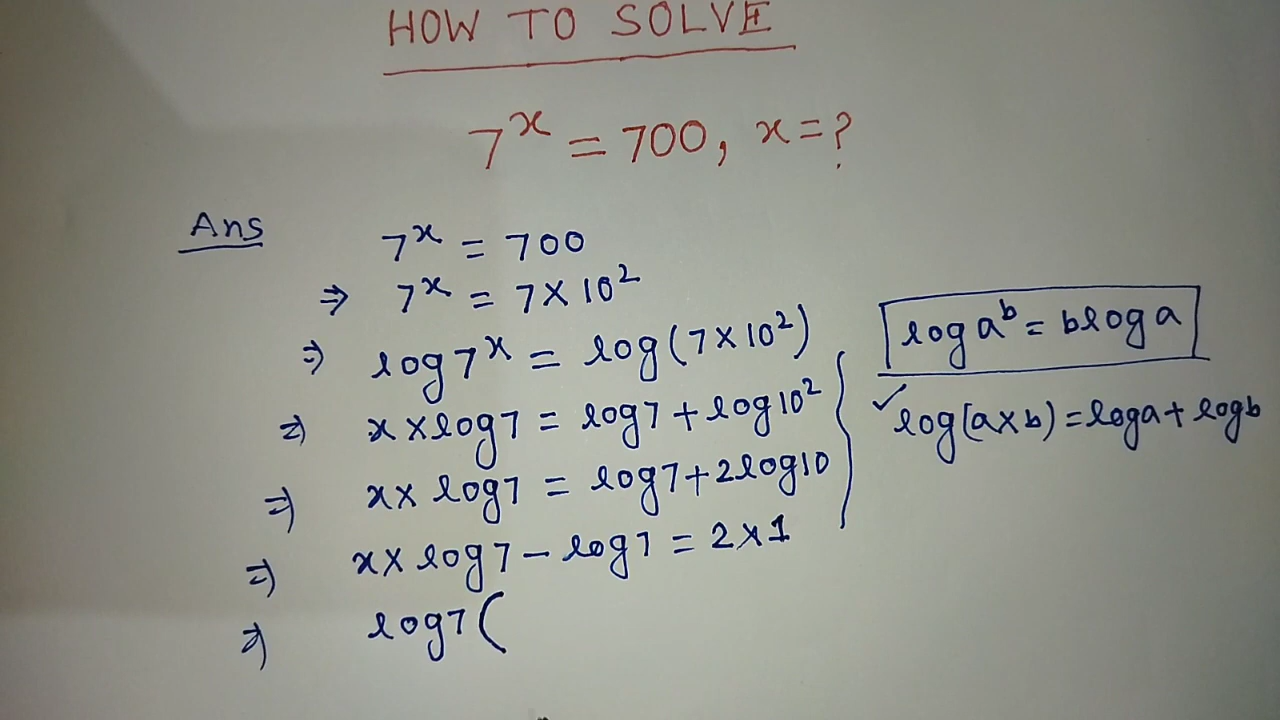 HOW TO SOLVE
7^x = 700, x = ?
Ans
7^x = 700
⇒ 7^x = 7 × 10^2
⇒ log 7^x = log(7 × 10^2)
⇒ x × log 7 = log 7 + log 10^2
⇒ x × log 7 = log 7 + 2 log 10
⇒ x × log 7 − log 7 = 2 × 1
⇒ log 7 (
log a^b = b log a
✓ log(a × b) = log a + log b